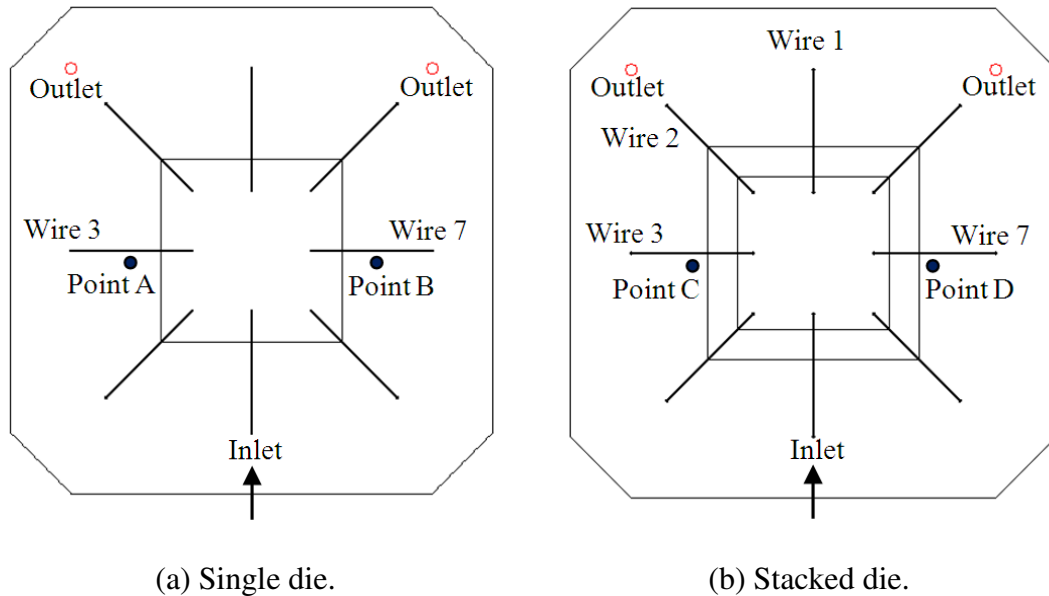 Outlet
Outlet
Wire 3
Wire 7
Point A
Point B
Inlet
(a) Single die.
Wire 1
Outlet
Outlet
Wire 2
Wire 3
Wire 7
Point C
Point D
Inlet
(b) Stacked die.